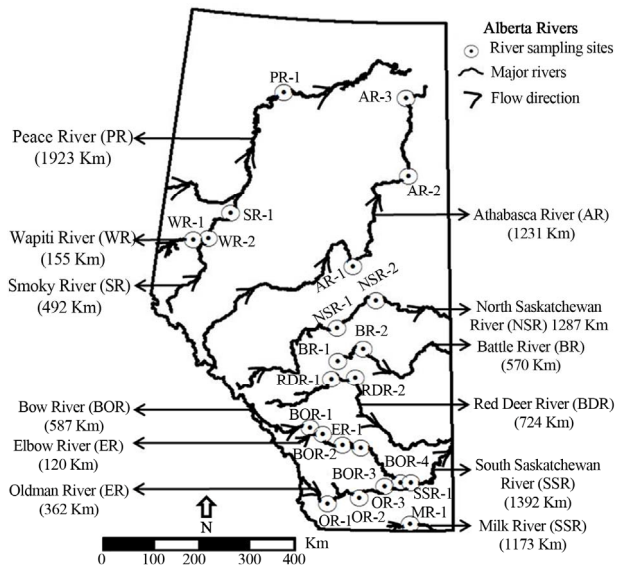 Alberta Rivers
River sampling sites
Major rivers
Flow direction
PR-1
AR-3
Peace River (PR)
(1923 Km)
AR-2
SR-1
WR-1
WR-2
Wapiti River (WR)
(155 Km)
Athabasca River (AR)
(1231 Km)
Smoky River (SR)
(492 Km)
AR-1
NSR-2
NSR-1
North Saskatchewan
River (NSR) 1287 Km
BR-2
BR-1
Battle River (BR)
(570 Km)
RDR-1
RDR-2
Bow River (BOR)
(587 Km)
BOR-1
ER-1
Red Deer River (BDR)
(724 Km)
Elbow River (ER)
(120 Km)
BOR-2
BOR-3
BOR-4
South Saskatchewan
River (SSR)
(1392 Km)
Oldman River (ER)
(362 Km)
SSR-1
OR-3
OR-2
OR-1
MR-1
Milk River (SSR)
(1173 Km)
N
Km
0 100 200 300 400